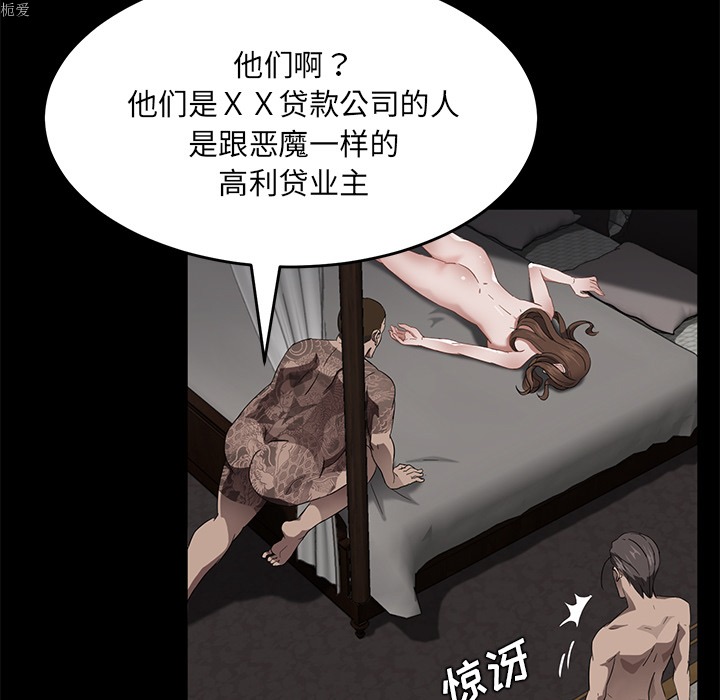 栀爱
他们啊？
他们是ＸＸ贷款公司的人
是跟恶魔一样的
高利贷业主
惊讶